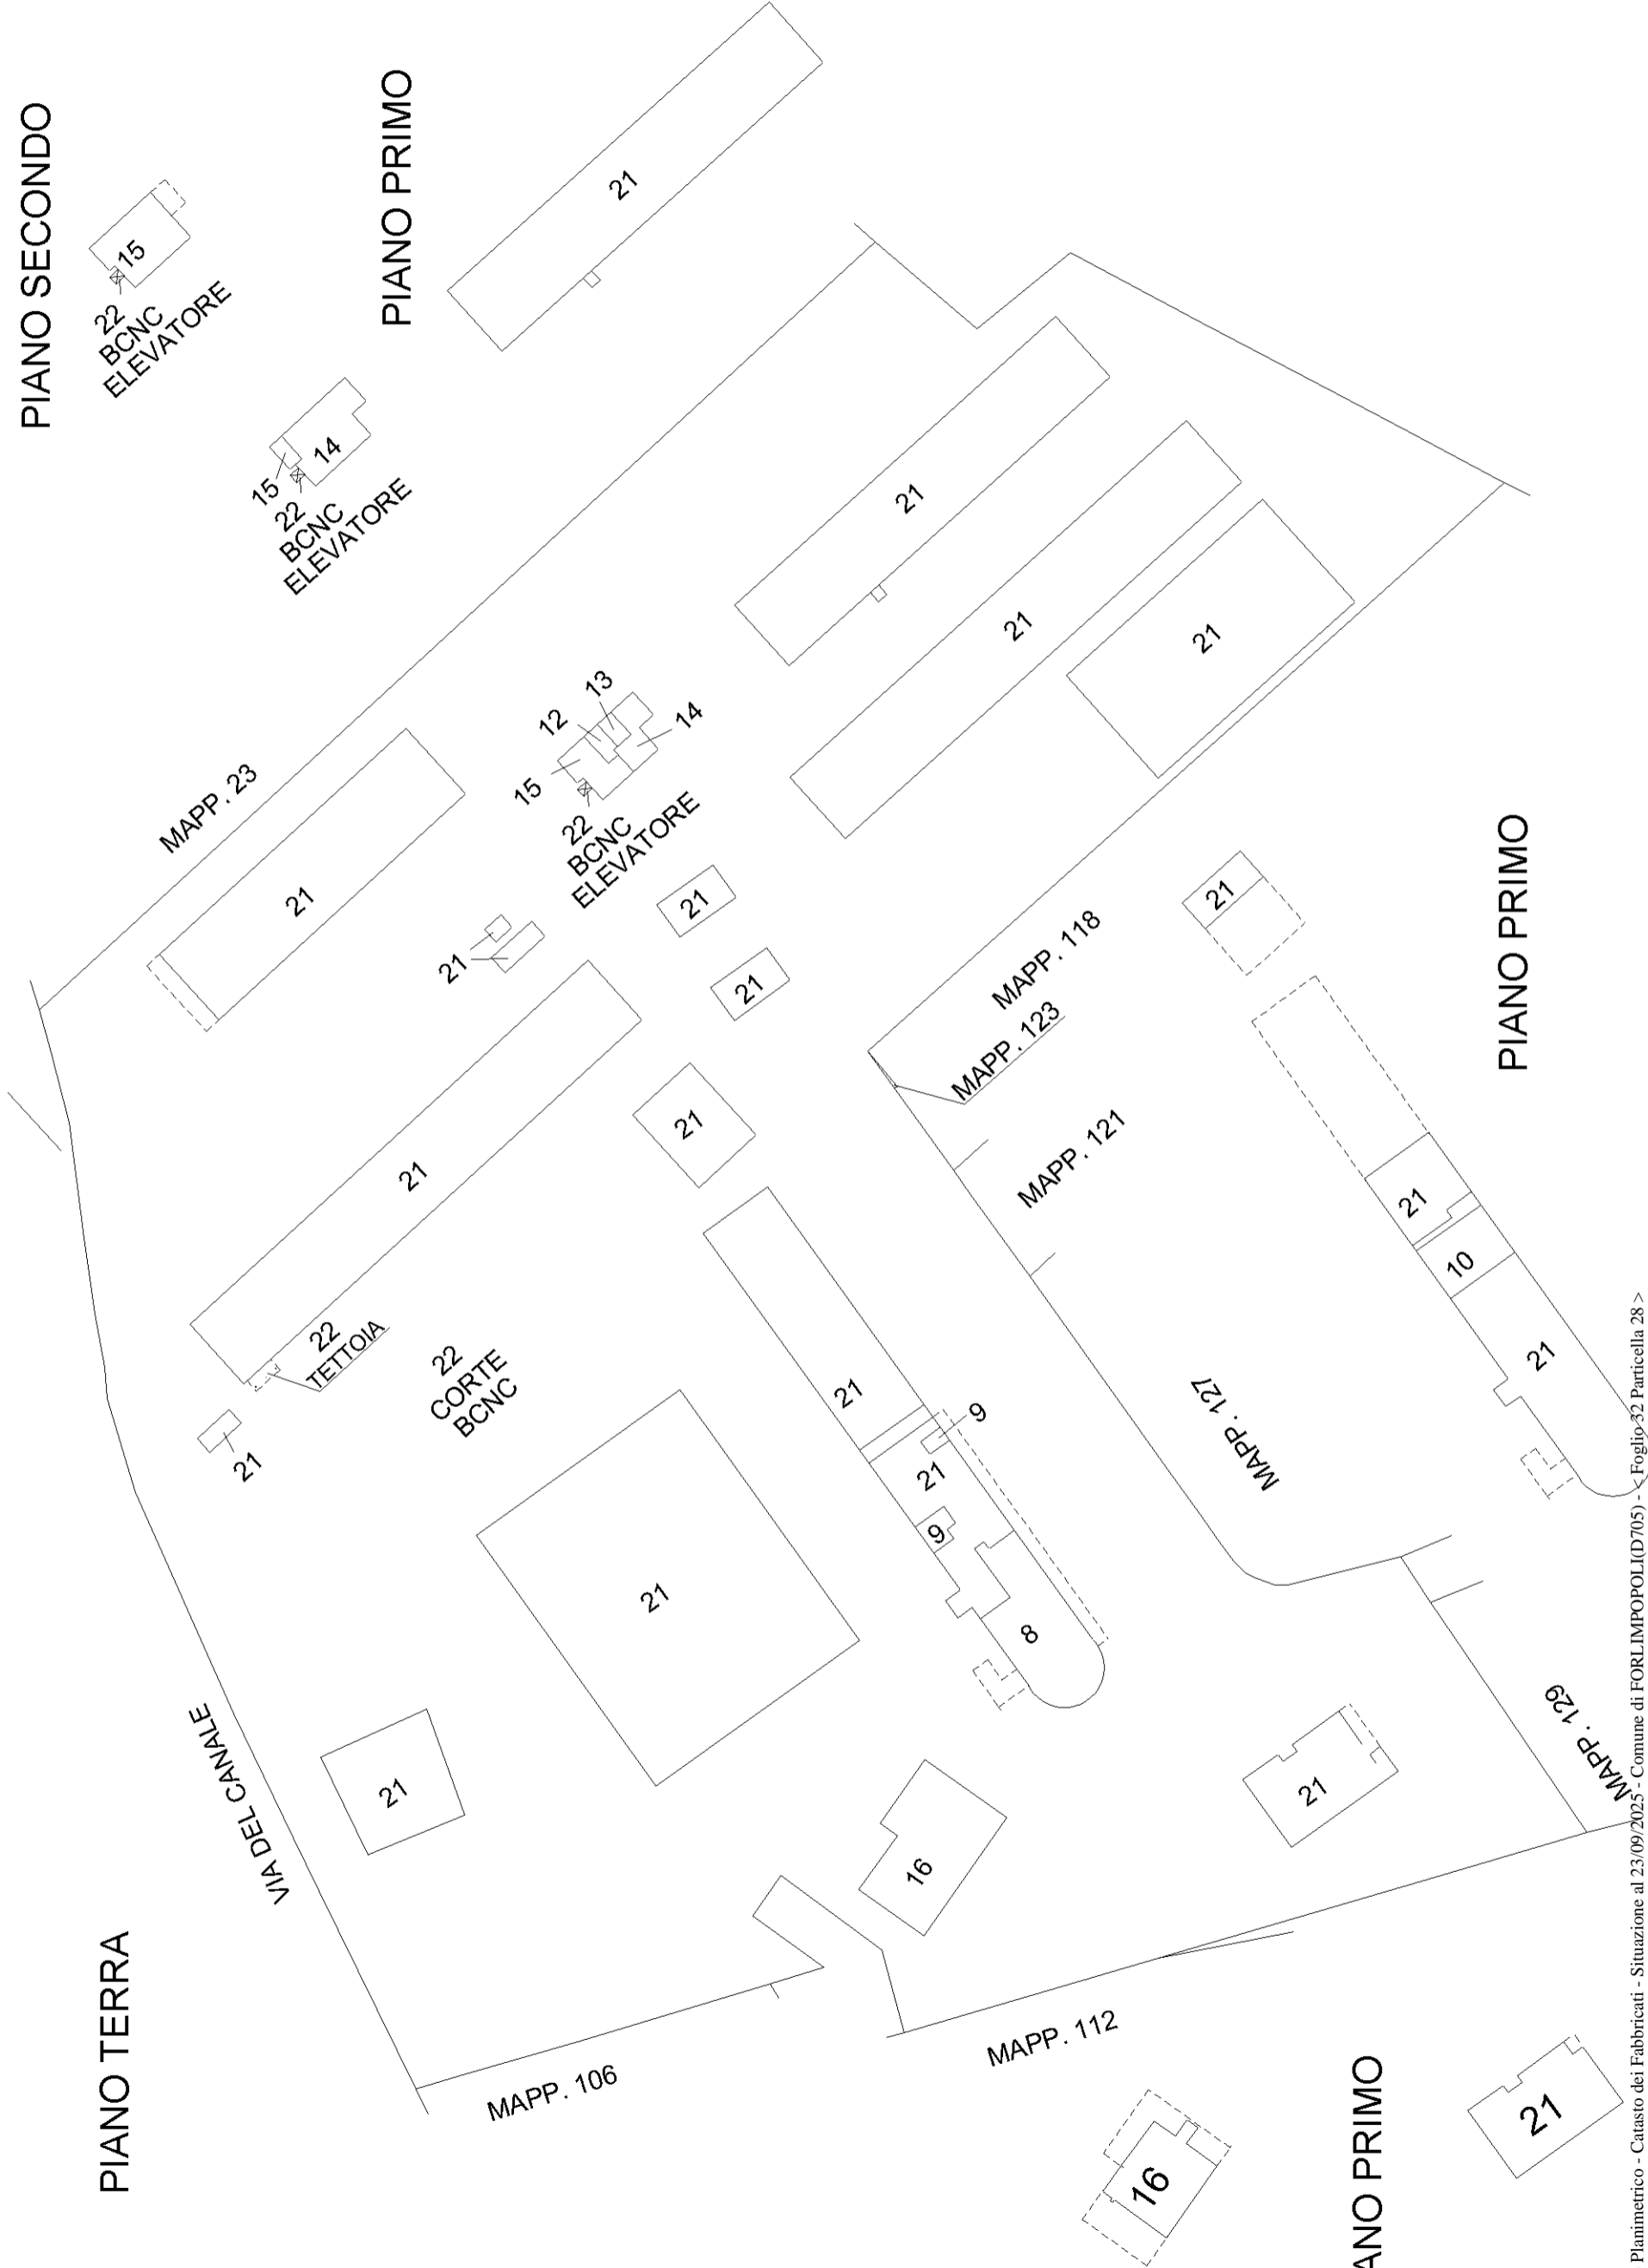 PIANO SECONDO
15
22
BCNC
ELEVATORE
PIANO PRIMO
21
14
15
22
BCNC
ELEVATORE
MAPP. 23
21
21
21
21
12
13
14
15
22
BCNC
ELEVATORE
21
21
21
21
21
21
22
TETTOIA
22
CORTE
BCNC
21
21
9
21
9
8
21
21
16
21
VIA DEL CANALE
PIANO TERRA
MAPP. 118
MAPP. 123
MAPP. 121
MAPP. 127
MAPP. 129
MAPP. 106
MAPP. 112
PIANO PRIMO
21
21
10
21
ANO PRIMO
16
21
Planimetrico - Catasto dei Fabbricati - Situazione al 23/09/2025 - Comune di FORLIMPOPOLI(D705) - < Foglio 32 Particella 28 >